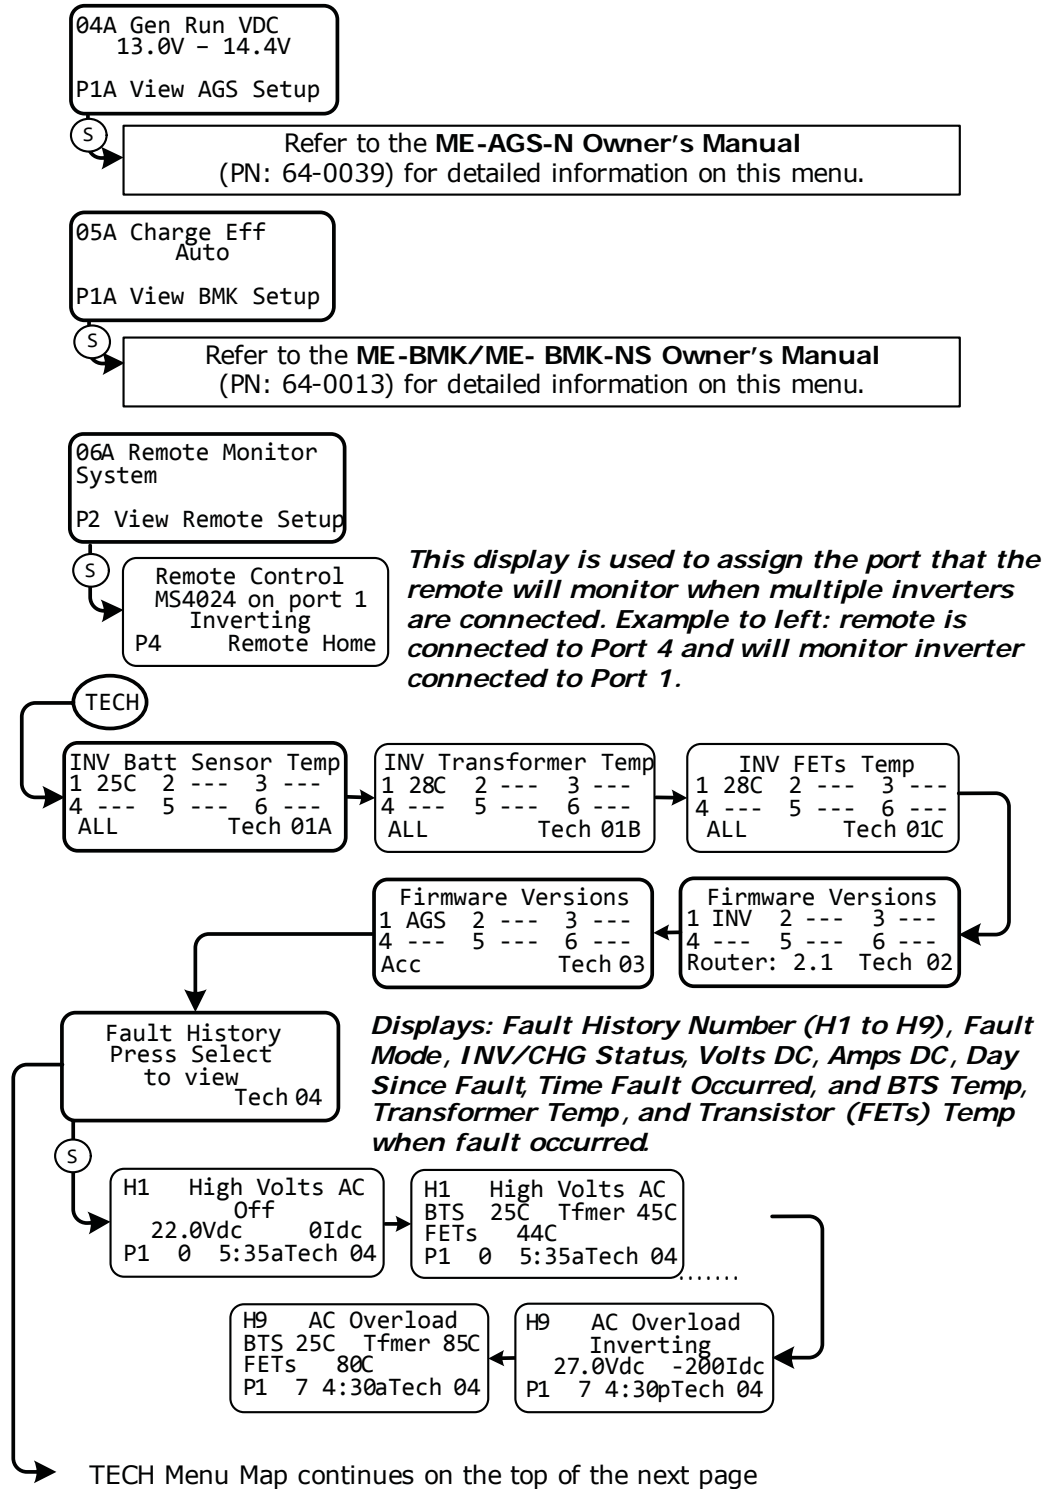 04A Gen Run VDC
13.0V – 14.4V
P1A View AGS Setup
S
Refer to the ME-AGS-N Owner's Manual
(PN: 64-0039) for detailed information on this menu.
05A Charge Eff
Auto
P1A View BMK Setup
S
Refer to the ME-BMK/ME- BMK-NS Owner's Manual
(PN: 64-0013) for detailed information on this menu.
06A Remote Monitor
System
P2 View Remote Setup
S
Remote Control
MS4024 on port 1
Inverting
P4 Remote Home
This display is used to assign the port that the
remote will monitor when multiple inverters
are connected. Example to left: remote is
connected to Port 4 and will monitor inverter
connected to Port 1.
TECH
INV Batt Sensor Temp
1 25C 2 --- 3 ---
4 --- 5 --- 6 ---
ALL Tech 01A
INV Transformer Temp
1 28C 2 --- 3 ---
4 --- 5 --- 6 ---
ALL Tech 01B
INV FETs Temp
1 28C 2 --- 3 ---
4 --- 5 --- 6 ---
ALL Tech 01C
Firmware Versions
1 INV 2 --- 3 ---
4 --- 5 --- 6 ---
Router: 2.1 Tech 02
Firmware Versions
1 AGS 2 --- 3 ---
4 --- 5 --- 6 ---
Acc Tech 03
Fault History
Press Select
to view
Tech 04
Displays: Fault History Number (H1 to H9), Fault
Mode, INV/CHG Status, Volts DC, Amps DC, Day
Since Fault, Time Fault Occurred, and BTS Temp,
Transformer Temp, and Transistor (FETs) Temp
when fault occurred.
S
H1 High Volts AC
Off
22.0Vdc 0Idc
P1 0 5:35aTech 04
H1 High Volts AC
BTS 25C Tfmer 45C
FETs 44C
P1 0 5:35aTech 04
.......
H9 AC Overload
Inverting
27.0Vdc -200Idc
P1 7 4:30pTech 04
H9 AC Overload
BTS 25C Tfmer 85C
FETs 80C
P1 7 4:30aTech 04
TECH Menu Map continues on the top of the next page